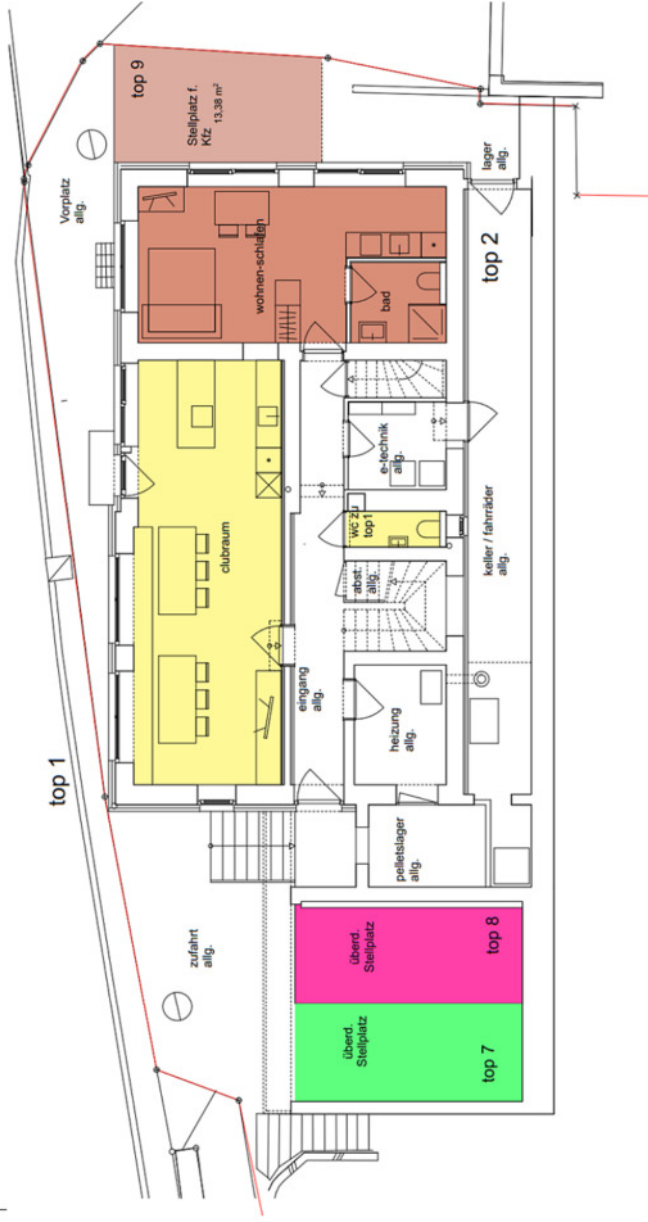 top 1
top 9
Stellplatz f.
Kfz 13,38 m²
Vorplatz
allg.
wohnen-schlafen
bad
lager
allg.
top 2
clubraum
e-technik
allg.
wc zu
top1
abst.
allg.
keller / fahrräder
allg.
eingang
allg.
heizung
allg.
pelletslager
allg.
zufahrt
allg.
überd.
Stellplatz
top 8
überd.
Stellplatz
top 7